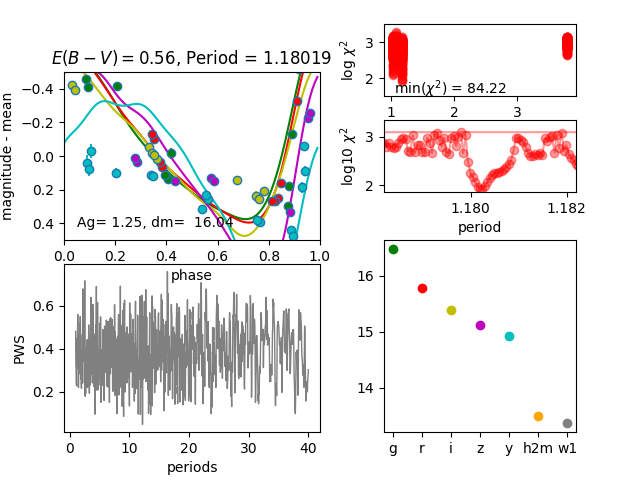 E(B − V) = 0.56, Period = 1.18019
magnitude - mean
−0.4
−0.2
0.0
0.2
0.4
Ag= 1.25, dm=  16.04
0.0 0.2 0.4 0.6 0.8 1.0
phase
log χ²
3
2
min(χ²) = 84.22
1 2 3
log10 χ²
3
2
1.180 1.182
period
PWS
0.6
0.4
0.2
0 10 20 30 40
periods
16
15
14
g r i z y h2m w1